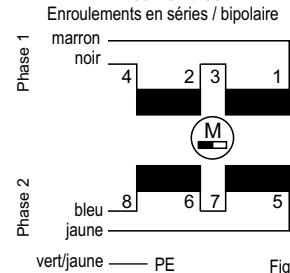 Enroulements en séries / bipolaire
Phase 1
marron
noir
4 2 3 1
M
Phase 2
8 6 7 5
bleu
jaune
vert/jaune PE
Fig